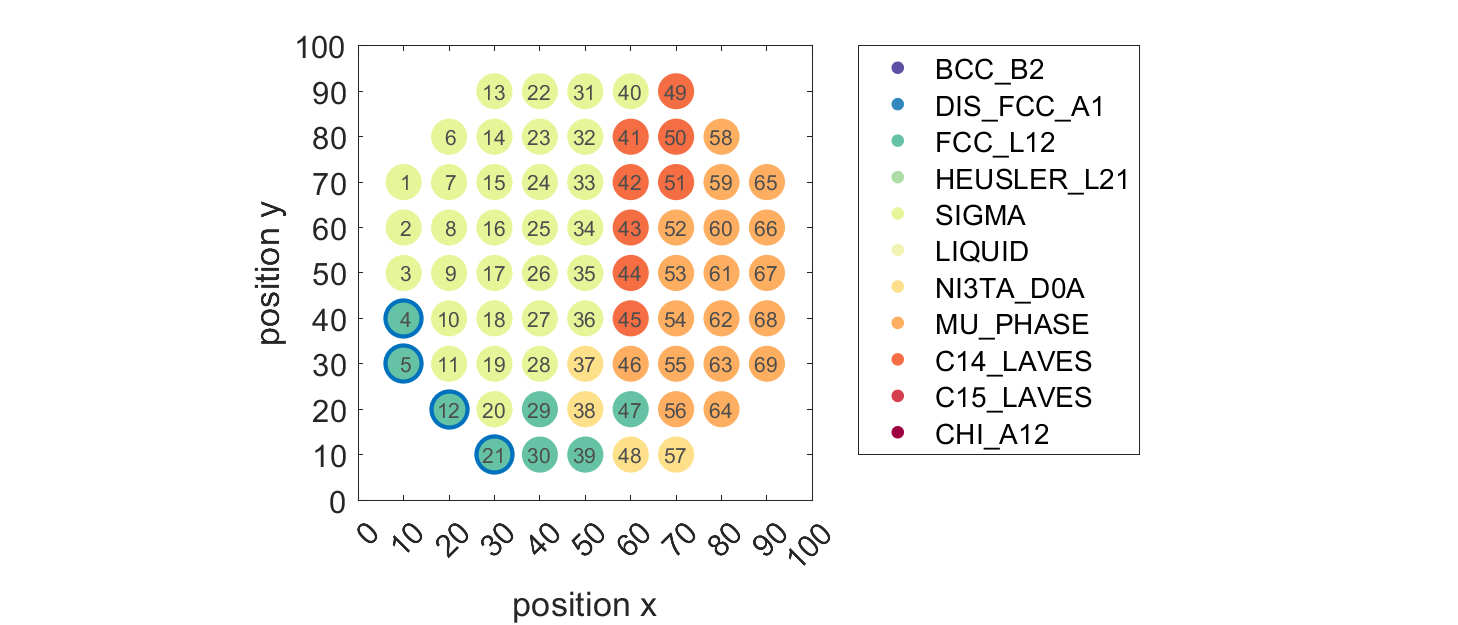 100
90 13 22 31 40 49
80 6 14 23 32 41 50 58
70 1 7 15 24 33 42 51 59 65
60 2 8 16 25 34 43 52 60 66
50 3 9 17 26 35 44 53 61 67
40 4 10 18 27 36 45 54 62 68
30 5 11 19 28 37 46 55 63 69
20 12 20 29 38 47 56 64
10 21 30 39 48 57
0
0 10 20 30 40 50 60 70 80 90 100
position x
position y
BCC_B2
DIS_FCC_A1
FCC_L12
HEUSLER_L21
SIGMA
LIQUID
NI3TA_D0A
MU_PHASE
C14_LAVES
C15_LAVES
CHI_A12